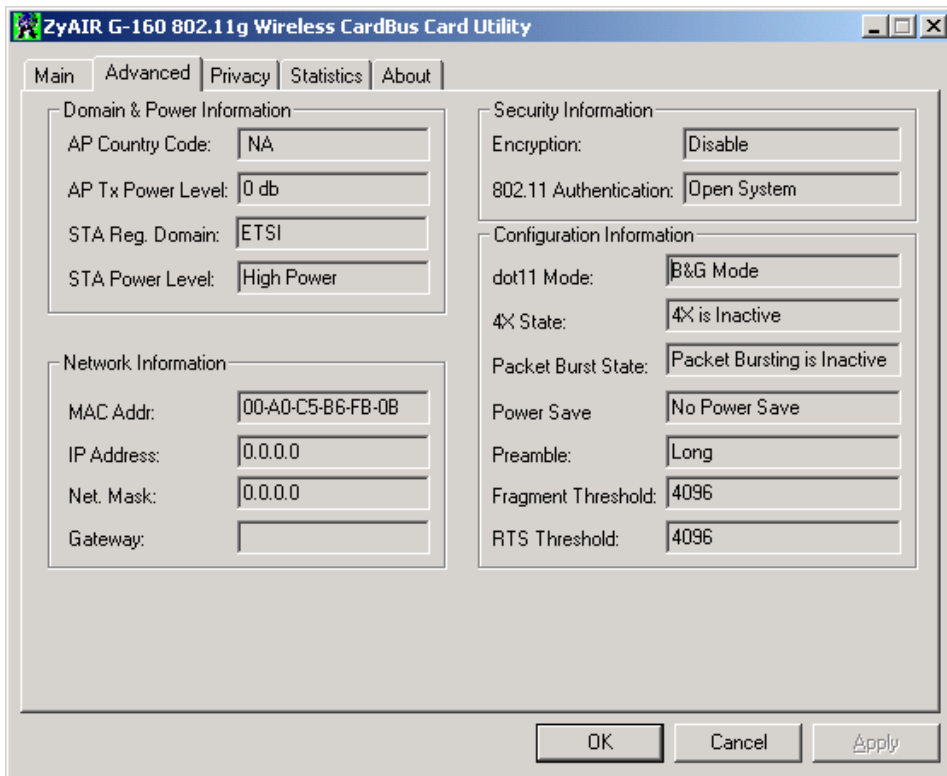 ZyAIR G-160 802.11g Wireless CardBus Card Utility
Main Advanced Privacy Statistics About
Domain & Power Information
AP Country Code: NA
AP Tx Power Level: 0 db
STA Reg. Domain: ETSI
STA Power Level: High Power
Network Information
MAC Addr: 00-A0-C5-B6-FB-0B
IP Address: 0.0.0.0
Net. Mask: 0.0.0.0
Gateway:
Security Information
Encryption: Disable
802.11 Authentication: Open System
Configuration Information
dot11 Mode: B&G Mode
4X State: 4X is Inactive
Packet Burst State: Packet Bursting is Inactive
Power Save No Power Save
Preamble: Long
Fragment Threshold: 4096
RTS Threshold: 4096
OK Cancel Apply